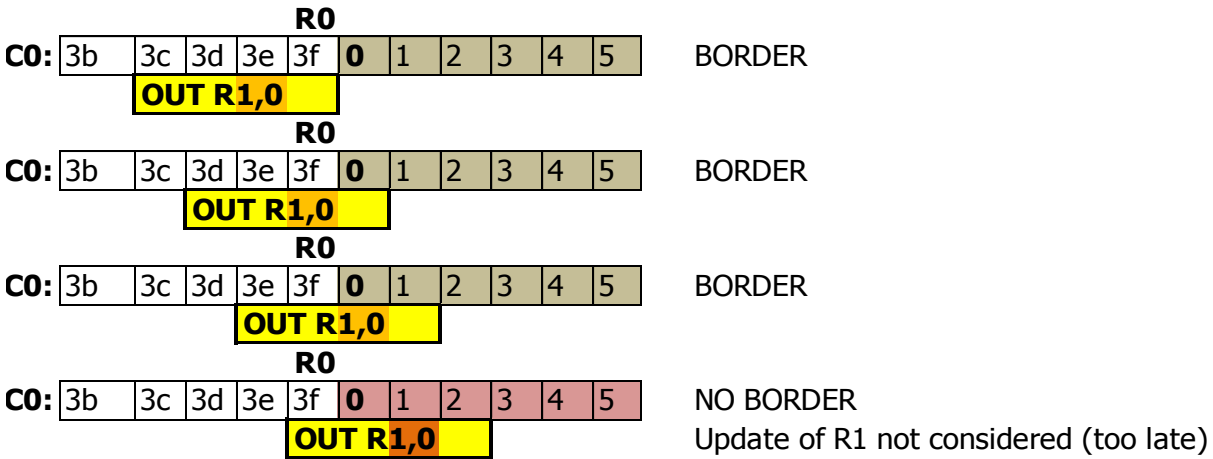 R0
C0: 3b 3c 3d 3e 3f 0 1 2 3 4 5 BORDER
OUT R1,0
R0
C0: 3b 3c 3d 3e 3f 0 1 2 3 4 5 BORDER
OUT R1,0
R0
C0: 3b 3c 3d 3e 3f 0 1 2 3 4 5 BORDER
OUT R1,0
R0
C0: 3b 3c 3d 3e 3f 0 1 2 3 4 5 NO BORDER
OUT R1,0 Update of R1 not considered (too late)